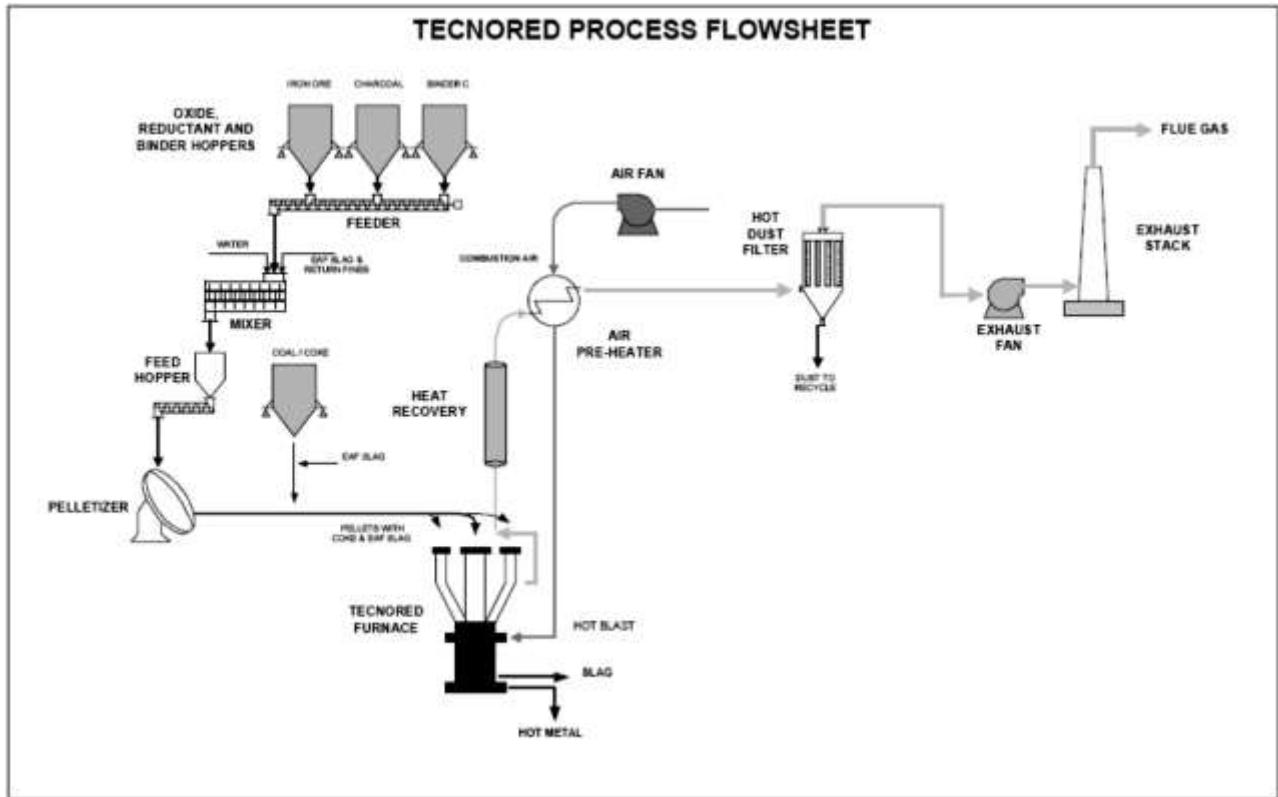 TECNORED PROCESS FLOWSHEET
IRON ORE
CHARCOAL
BINDER C
OXIDE,
REDUCTANT AND
BINDER HOPPERS
FEEDER
WATER
EAF SLAG &
RETURN FINES
MIXER
FEED
HOPPER
COAL / COKE
EAF SLAG
PELLETIZER
PELLETS WITH
COKE & EAF SLAG
TECNORED
FURNACE
HOT BLAST
SLAG
HOT METAL
HEAT
RECOVERY
COMBUSTION AIR
AIR FAN
AIR
PRE-HEATER
HOT
DUST
FILTER
DUST TO
RECYCLE
EXHAUST
FAN
EXHAUST
STACK
FLUE GAS